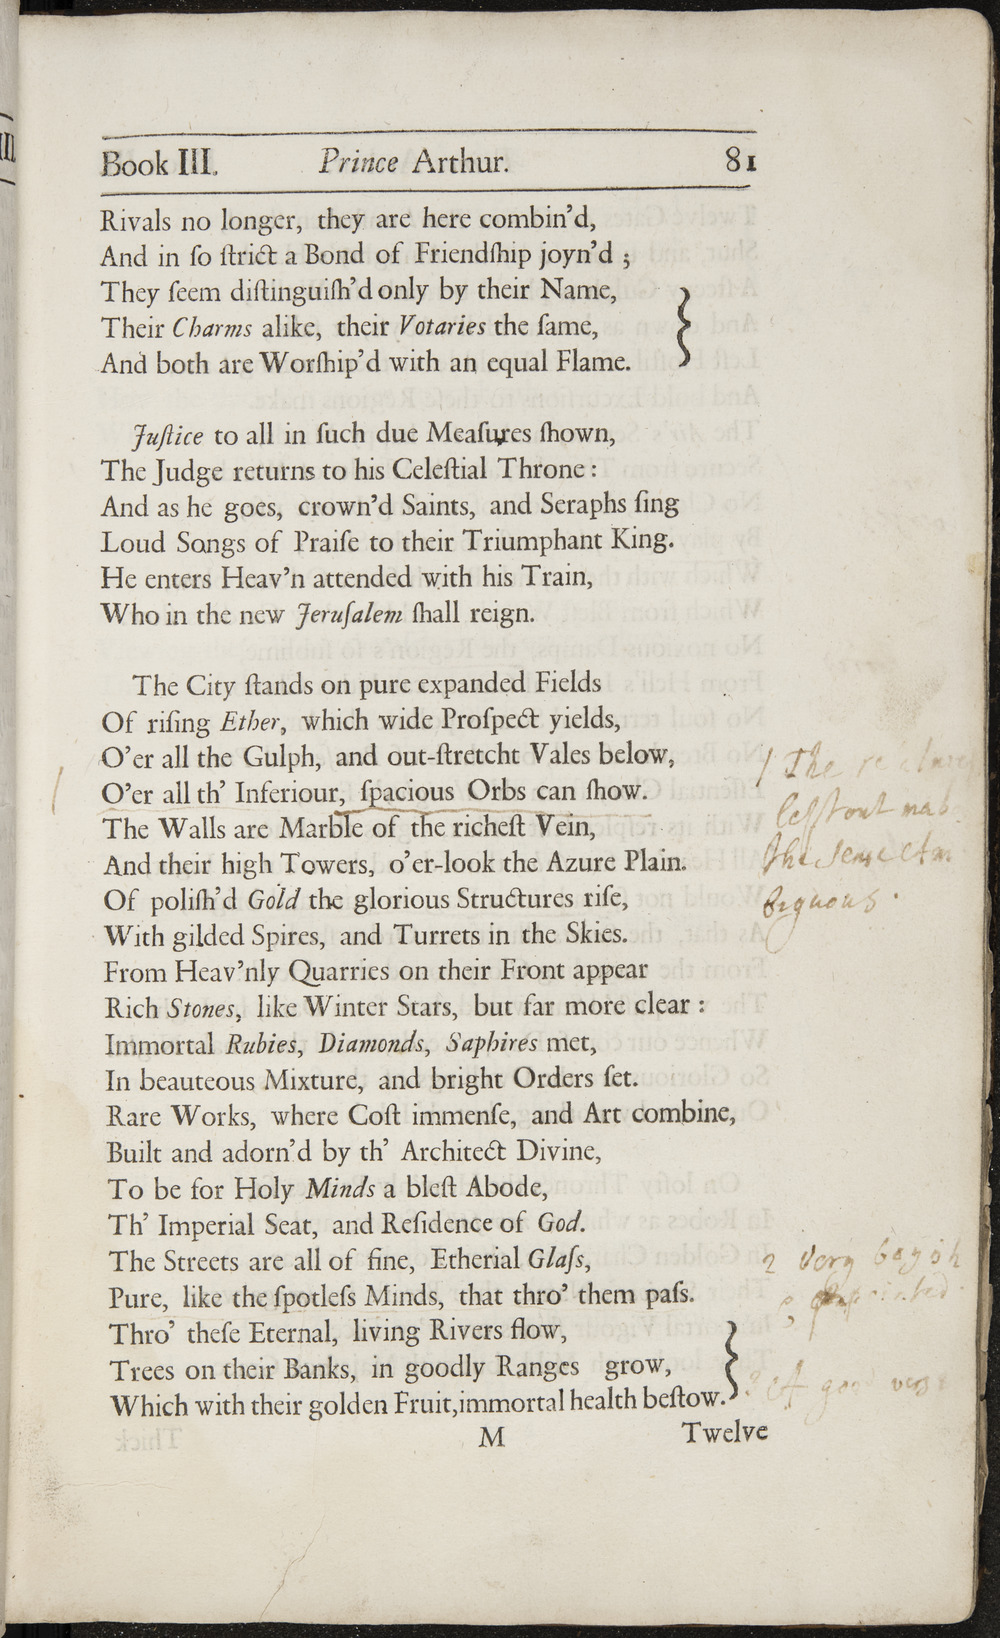 Book III. Prince Arthur. 81
Rivals no longer, they are here combin'd,
And in ſo ſtrict a Bond of Friendſhip joyn'd ;
They ſeem diſtinguiſh'd only by their Name,
Their Charms alike, their Votaries the ſame,
And both are Worſhip'd with an equal Flame.
Juſtice to all in ſuch due Meaſures ſhown,
The Judge returns to his Celeſtial Throne :
And as he goes, crown'd Saints, and Seraphs ſing
Loud Songs of Praiſe to their Triumphant King.
He enters Heav'n attended with his Train,
Who in the new Jeruſalem ſhall reign.
The City ſtands on pure expanded Fields
Of riſing Ether, which wide Proſpect yields,
O'er all the Gulph, and out-ſtretcht Vales below,
O'er all th' Inferiour, ſpacious Orbs can ſhow.
The Walls are Marble of the richeſt Vein,
And their high Towers, o'er-look the Azure Plain.
Of poliſh'd Gold the glorious Structures riſe,
With gilded Spires, and Turrets in the Skies.
From Heav'nly Quarries on their Front appear
Rich Stones, like Winter Stars, but far more clear :
Immortal Rubies, Diamonds, Saphires met,
In beauteous Mixture, and bright Orders ſet.
Rare Works, where Coſt immenſe, and Art combine,
Built and adorn'd by th' Architect Divine,
To be for Holy Minds a bleſt Abode,
Th' Imperial Seat, and Reſidence of God.
The Streets are all of fine, Etherial Glaſs,
Pure, like the ſpotleſs Minds, that thro' them paſs.
Thro' theſe Eternal, living Rivers flow,
Trees on their Banks, in goodly Ranges grow,
Which with their golden Fruit, immortal health beſtow.
M Twelve
1 The
left out
the sense Am
biguous.
2 Very
3 A good verse